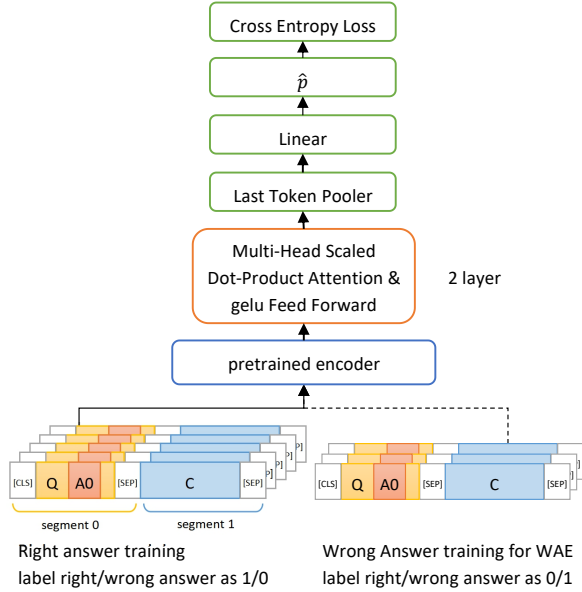 Cross Entropy Loss
p̂
Linear
Last Token Pooler
Multi-Head Scaled
Dot-Product Attention &
gelu Feed Forward
2 layer
pretrained encoder
[CLS] Q A0 [SEP] C [SEP]
segment 0 segment 1
[CLS] Q A0 [SEP] C [SEP]
Right answer training
label right/wrong answer as 1/0
Wrong Answer training for WAE
label right/wrong answer as 0/1